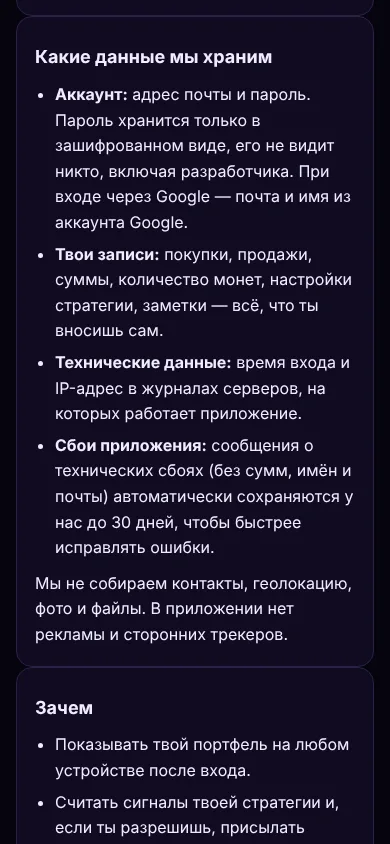 Какие данные мы храним
• Аккаунт: адрес почты и пароль.
Пароль хранится только в
зашифрованном виде, его не видит
никто, включая разработчика. При
входе через Google — почта и имя из
аккаунта Google.
• Твои записи: покупки, продажи,
суммы, количество монет, настройки
стратегии, заметки — всё, что ты
вносишь сам.
• Технические данные: время входа и
IP-адрес в журналах серверов, на
которых работает приложение.
• Сбои приложения: сообщения о
технических сбоях (без сумм, имён и
почты) автоматически сохраняются у
нас до 30 дней, чтобы быстрее
исправлять ошибки.
Мы не собираем контакты, геолокацию,
фото и файлы. В приложении нет
рекламы и сторонних трекеров.
Зачем
• Показывать твой портфель на любом
устройстве после входа.
• Считать сигналы твоей стратегии и,
если ты разрешишь, присылать